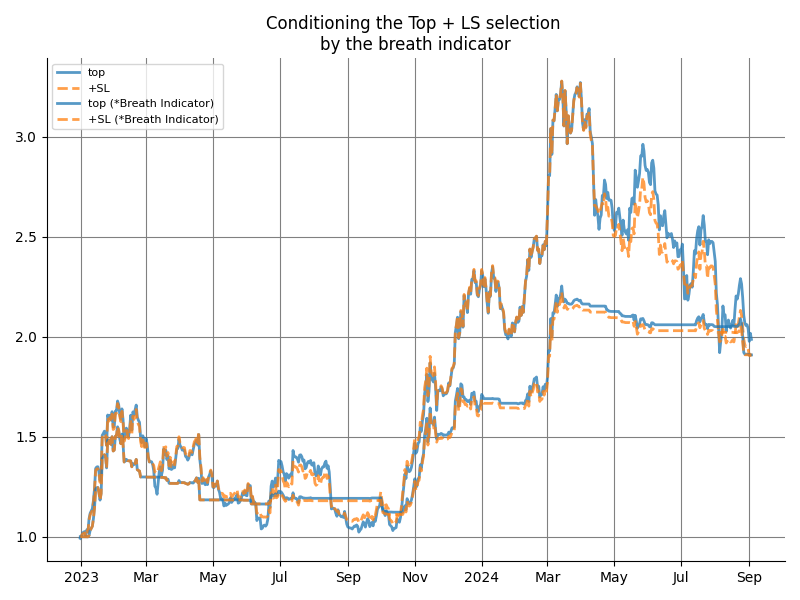 Conditioning the Top + LS selection
by the breath indicator
top
+SL
top (*Breath Indicator)
+SL (*Breath Indicator)
3.0
2.5
2.0
1.5
1.0
2023 Mar May Jul Sep Nov 2024 Mar May Jul Sep